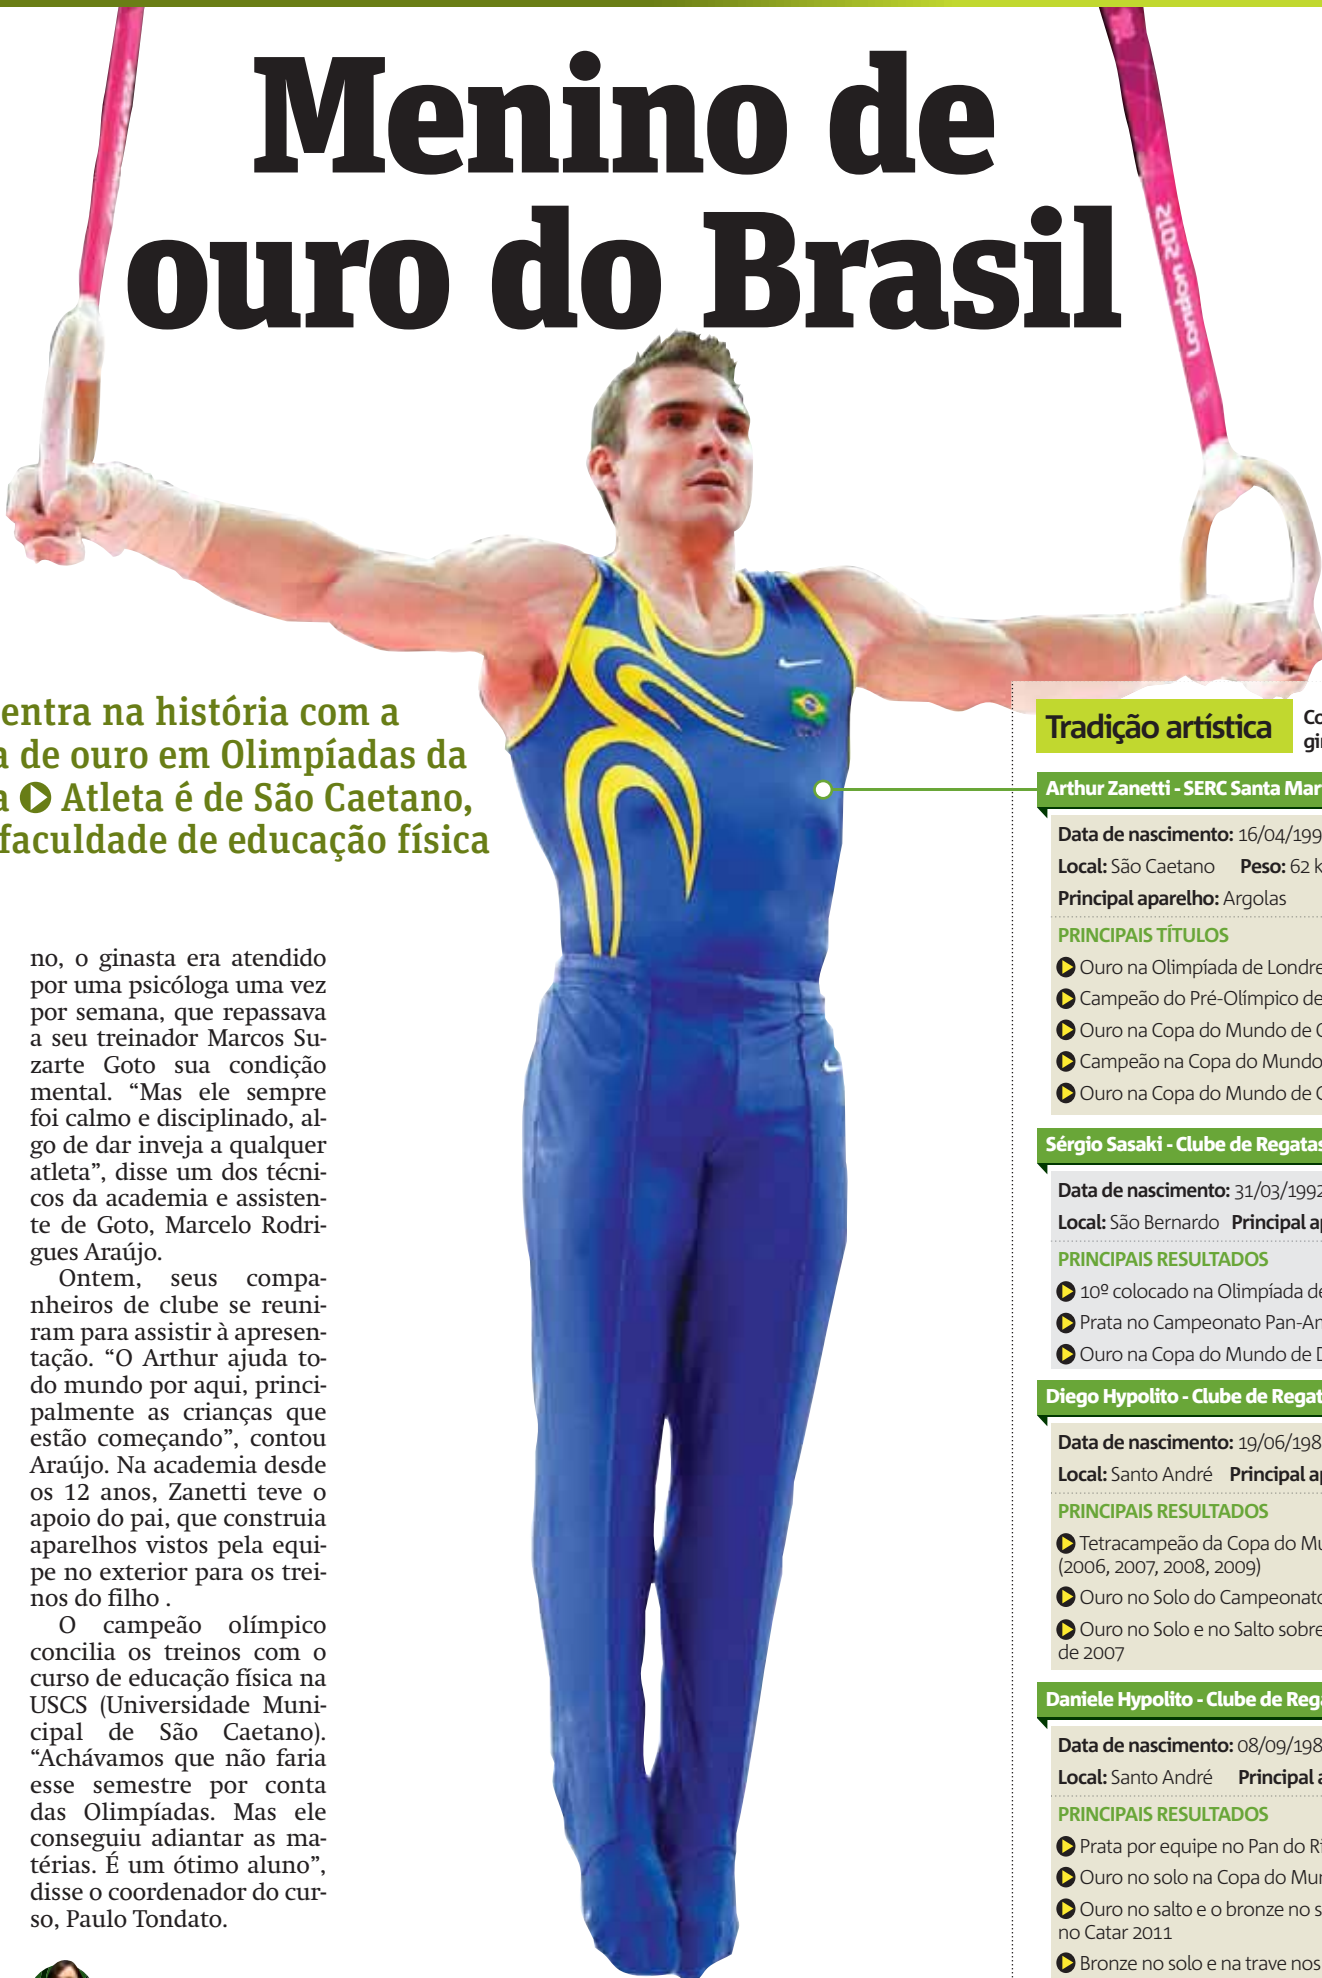 Menino de
ouro do Brasil
London 2012
entra na história com a
de ouro em Olimpíadas da
Atleta é de São Caetano,
faculdade de educação física
no, o ginasta era atendido
por uma psicóloga uma vez
por semana, que repassava
a seu treinador Marcos Su-
zarte Goto sua condição
mental. “Mas ele sempre
foi calmo e disciplinado, al-
go de dar inveja a qualquer
atleta”, disse um dos técni-
cos da academia e assisten-
te de Goto, Marcelo Rodri-
gues Araújo.
Ontem, seus compa-
nheiros de clube se reuni-
ram para assistir à apresen-
tação. “O Arthur ajuda to-
do mundo por aqui, princi-
palmente as crianças que
estão começando”, contou
Araújo. Na academia desde
os 12 anos, Zanetti teve o
apoio do pai, que construia
aparelhos vistos pela equi-
pe no exterior para os trei-
nos do filho .
O campeão olímpico
concilia os treinos com o
curso de educação física na
USCS (Universidade Muni-
cipal de São Caetano).
“Achávamos que não faria
esse semestre por conta
das Olimpíadas. Mas ele
conseguiu adiantar as ma-
térias. É um ótimo aluno”,
disse o coordenador do cur-
so, Paulo Tondato.
Tradição artística
Co
gin
Arthur Zanetti - SERC Santa Mar
Data de nascimento: 16/04/199
Local: São Caetano Peso: 62 k
Principal aparelho: Argolas
PRINCIPAIS TÍTULOS
Ouro na Olimpíada de Londre
Campeão do Pré-Olímpico de
Ouro na Copa do Mundo de
Campeão na Copa do Mundo
Ouro na Copa do Mundo de
Sérgio Sasaki - Clube de Regatas
Data de nascimento: 31/03/1992
Local: São Bernardo Principal ap
PRINCIPAIS RESULTADOS
10º colocado na Olimpíada de
Prata no Campeonato Pan-Am
Ouro na Copa do Mundo de D
Diego Hypolito - Clube de Regat
Data de nascimento: 19/06/198
Local: Santo André Principal ap
PRINCIPAIS RESULTADOS
Tetracampeão da Copa do Mu
(2006, 2007, 2008, 2009)
Ouro no Solo do Campeonato
Ouro no Solo e no Salto sobre
de 2007
Daniele Hypolito - Clube de Rega
Data de nascimento: 08/09/198
Local: Santo André Principal a
PRINCIPAIS RESULTADOS
Prata por equipe no Pan do Ri
Ouro no solo na Copa do Mun
Ouro no salto e o bronze no s
no Catar 2011
Bronze no solo e na trave nos